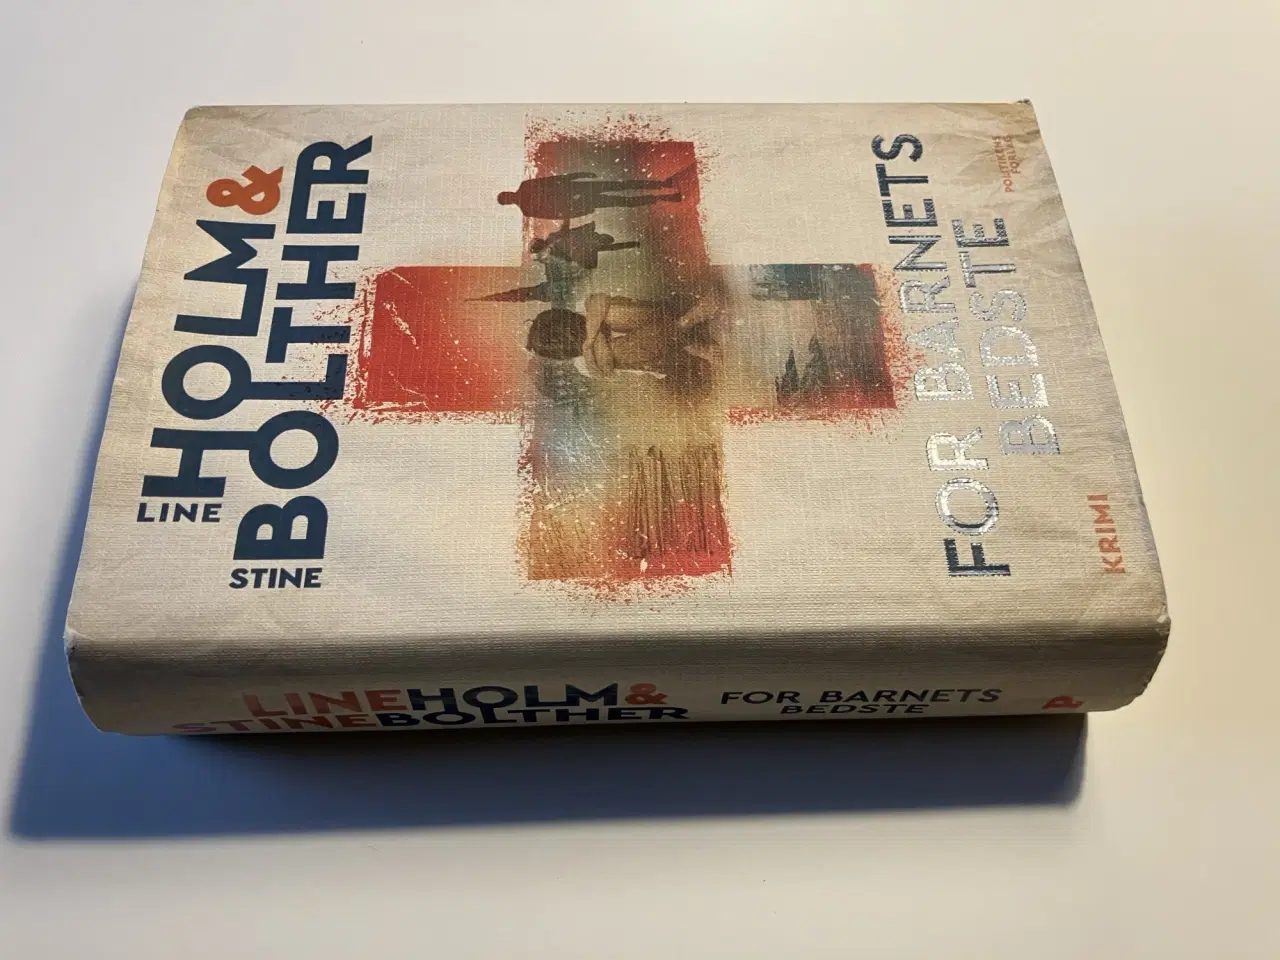 LINE HOLM &
STINE BOLTHER
FOR BARNETS
BEDSTE
KRIMI
POLITIKENS
FORLAG
LINE HOLM &
STINE BOLTHER
FOR BARNETS
BEDSTE
P